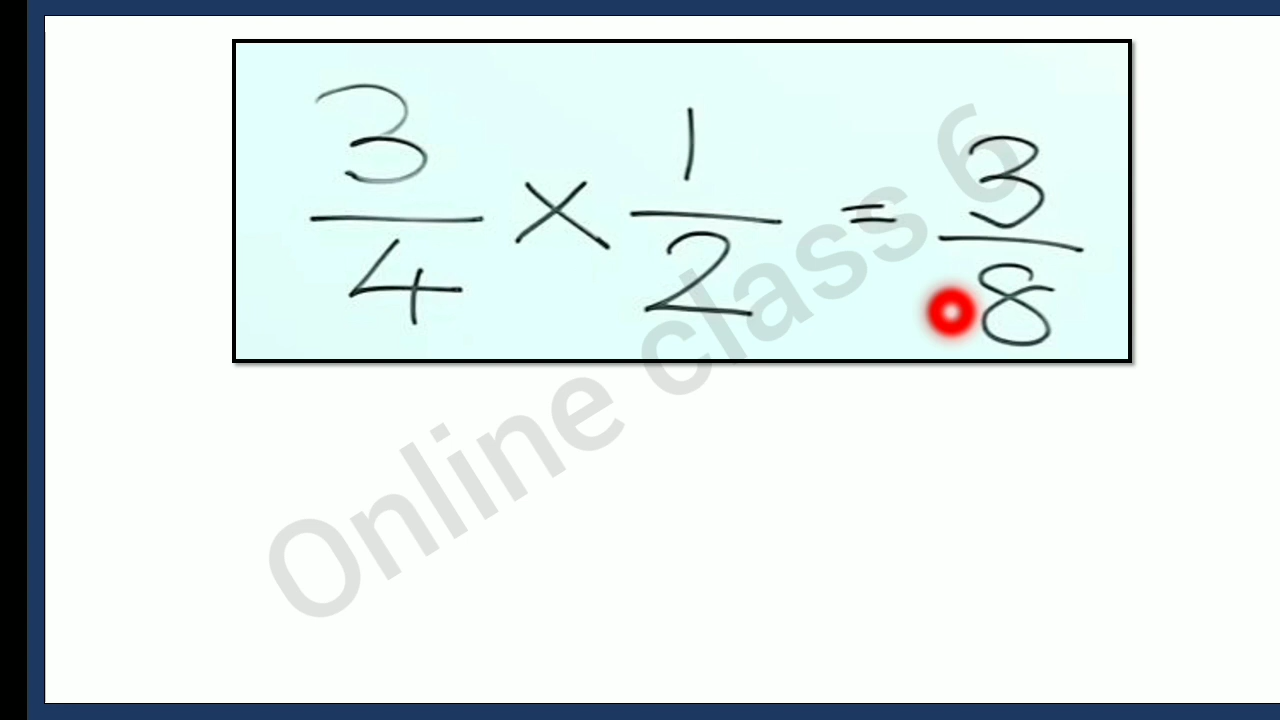 3/4 × 1/2 = 3/8
Online class 6